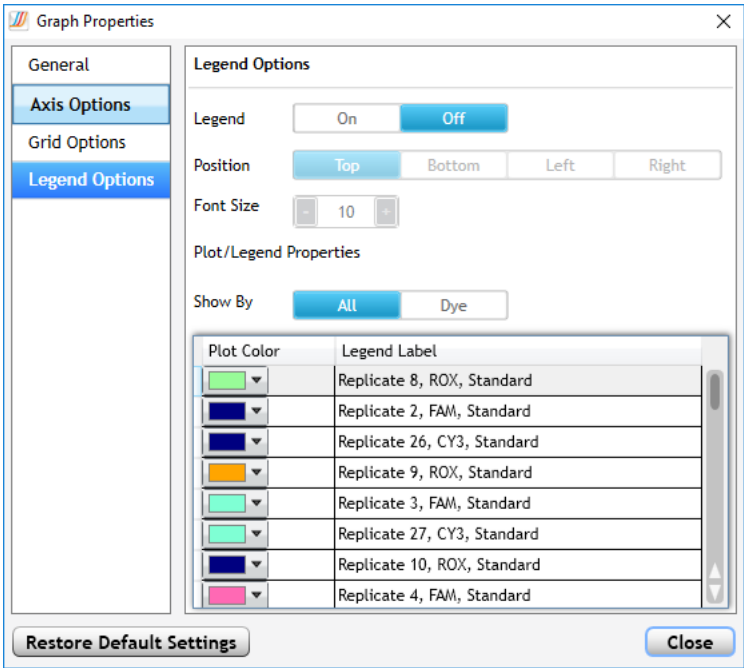 Graph Properties
General
Axis Options
Grid Options
Legend Options
Legend Options
Legend On Off
Position Top Bottom Left Right
Font Size - 10 +
Plot/Legend Properties
Show By All Dye
Plot Color Legend Label
Replicate 8, ROX, Standard
Replicate 2, FAM, Standard
Replicate 26, CY3, Standard
Replicate 9, ROX, Standard
Replicate 3, FAM, Standard
Replicate 27, CY3, Standard
Replicate 10, ROX, Standard
Replicate 4, FAM, Standard
Restore Default Settings Close